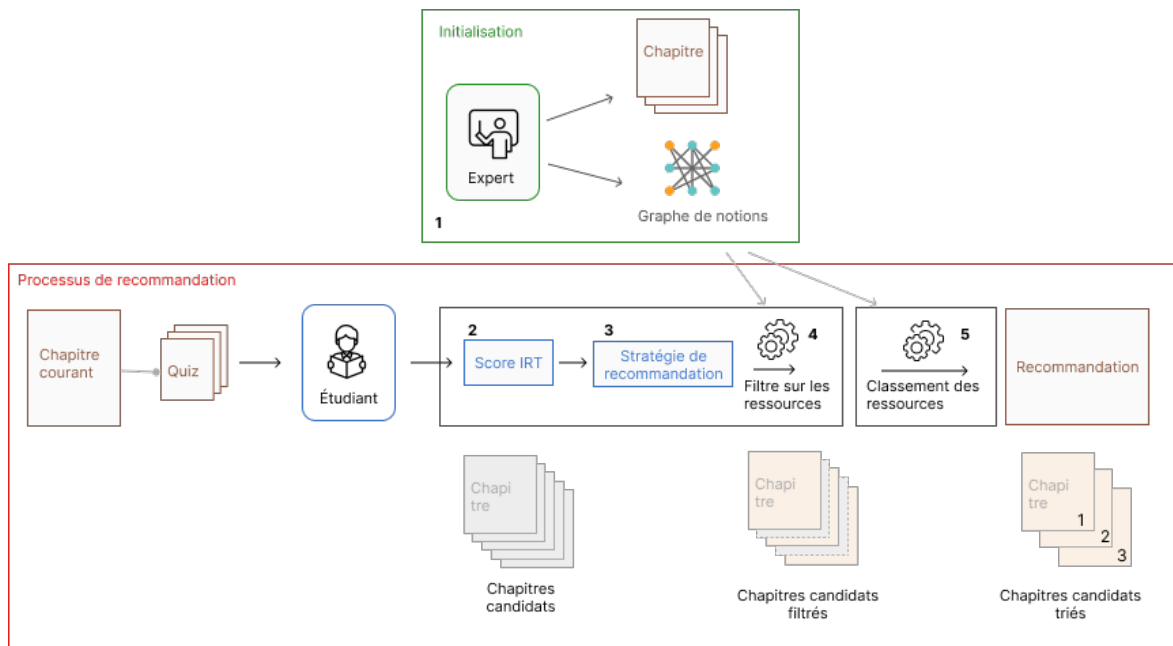 Initialisation
Chapitre
Expert
Graphe de notions
1
Processus de recommandation
Chapitre
courant
Quiz
Étudiant
2
Score IRT
3
Stratégie de
recommandation
4
Filtre sur les
ressources
5
Classement des
ressources
Recommandation
Chapi
tre
Chapitres
candidats
Chapi
tre
Chapitres candidats
filtrés
Chapi
tre
1
2
3
Chapitres candidats
triés